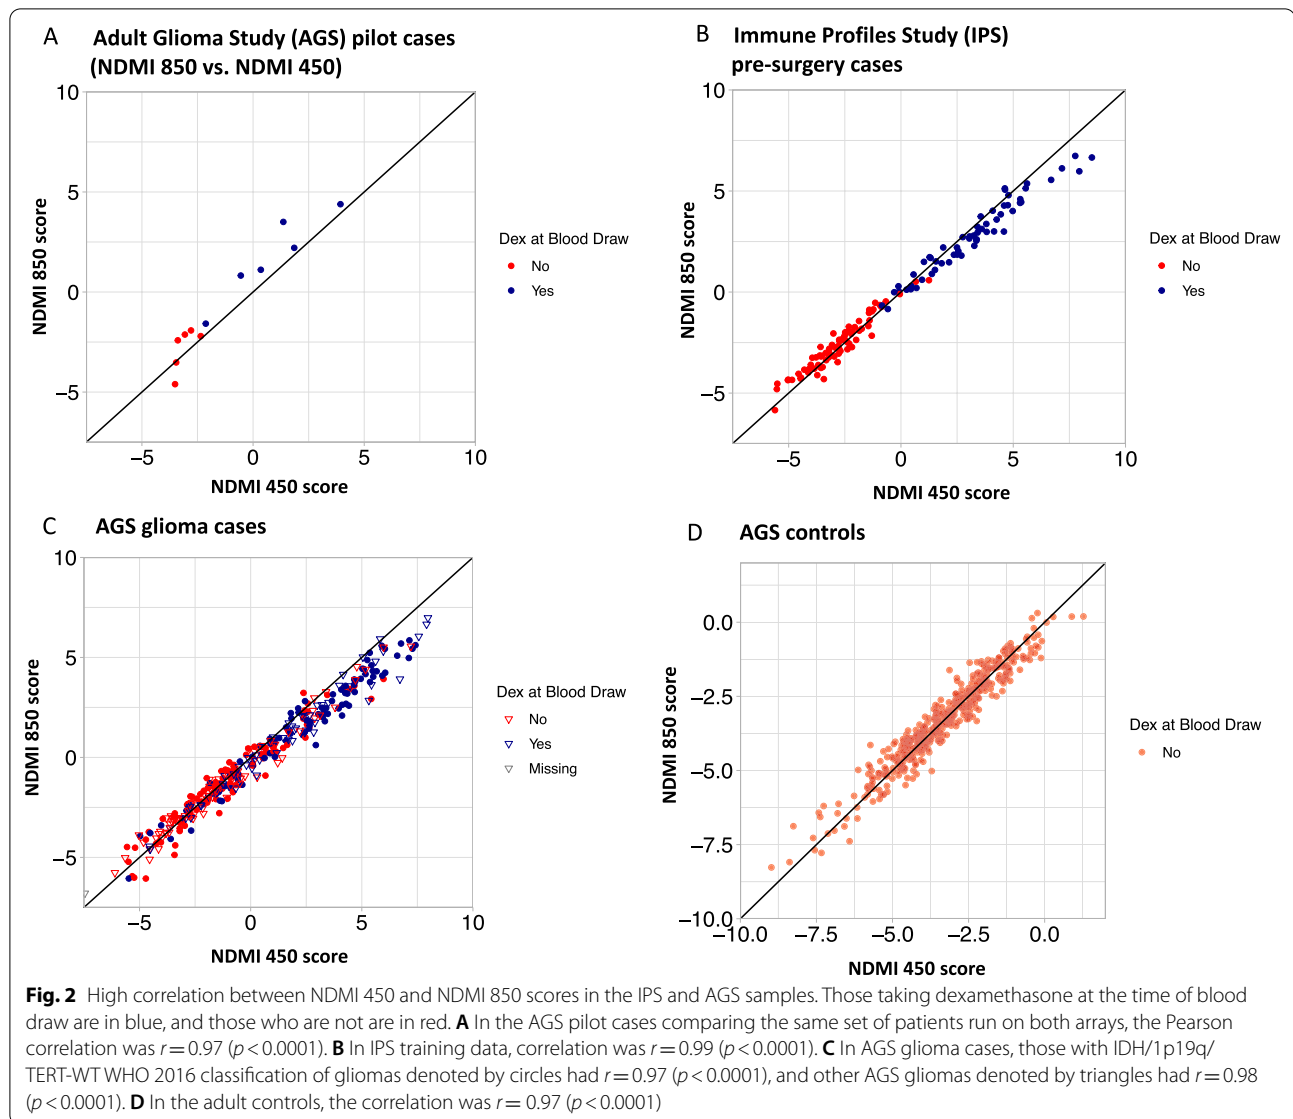 A Adult Glioma Study (AGS) pilot cases
(NDMI 850 vs. NDMI 450)
10
5
0
−5
NDMI 850 score
−5 0 5 10
NDMI 450 score
Dex at Blood Draw
No
Yes
B Immune Profiles Study (IPS)
pre-surgery cases
10
5
0
−5
NDMI 850 score
−5 0 5 10
NDMI 450 score
Dex at Blood Draw
No
Yes
C AGS glioma cases
10
5
0
−5
NDMI 850 score
−5 0 5 10
NDMI 450 score
Dex at Blood Draw
No
Yes
Missing
D AGS controls
0.0
−2.5
−5.0
−7.5
−10.0
NDMI 850 score
−10.0 −7.5 −5.0 −2.5 0.0
NDMI 450 score
Dex at Blood Draw
No
Fig. 2 High correlation between NDMI 450 and NDMI 850 scores in the IPS and AGS samples. Those taking dexamethasone at the time of blood
draw are in blue, and those who are not are in red. A In the AGS pilot cases comparing the same set of patients run on both arrays, the Pearson
correlation was r = 0.97 (p < 0.0001). B In IPS training data, correlation was r = 0.99 (p < 0.0001). C In AGS glioma cases, those with IDH/1p19q/
TERT-WT WHO 2016 classification of gliomas denoted by circles had r = 0.97 (p < 0.0001), and other AGS gliomas denoted by triangles had r = 0.98
(p < 0.0001). D In the adult controls, the correlation was r = 0.97 (p < 0.0001)